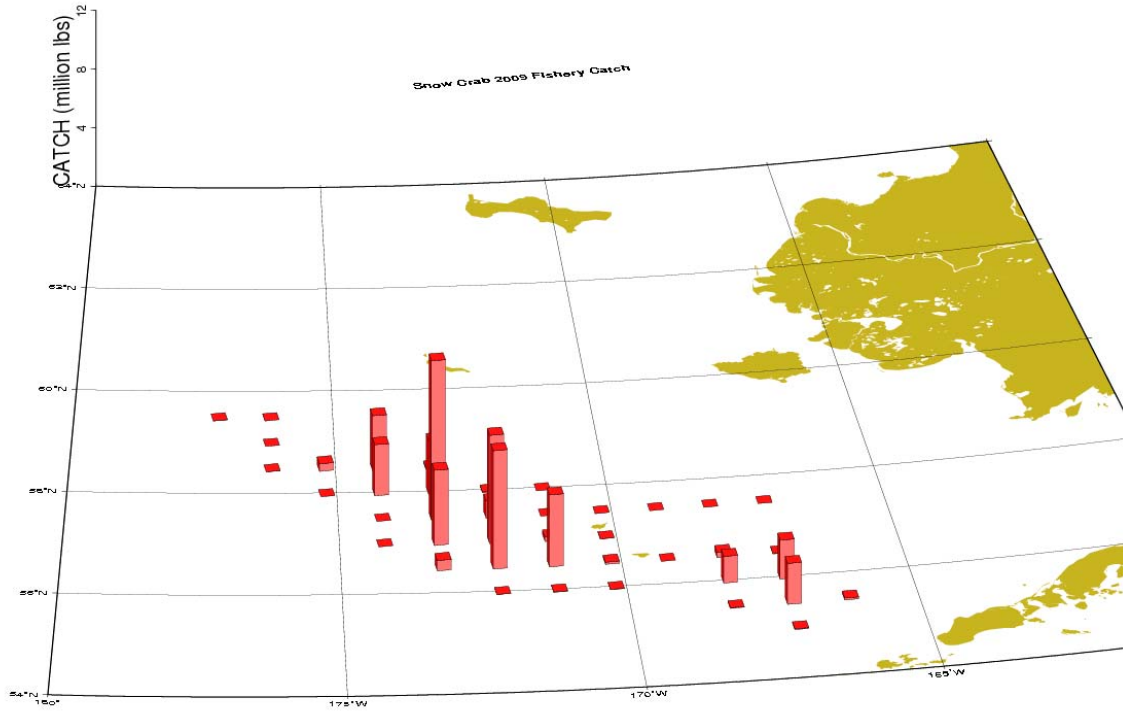 12
8
4
CATCH (million lbs)
Snow Crab 2009 Fishery Catch
64°N
62°N
60°N
58°N
56°N
54°N
180°
175°W
170°W
165°W